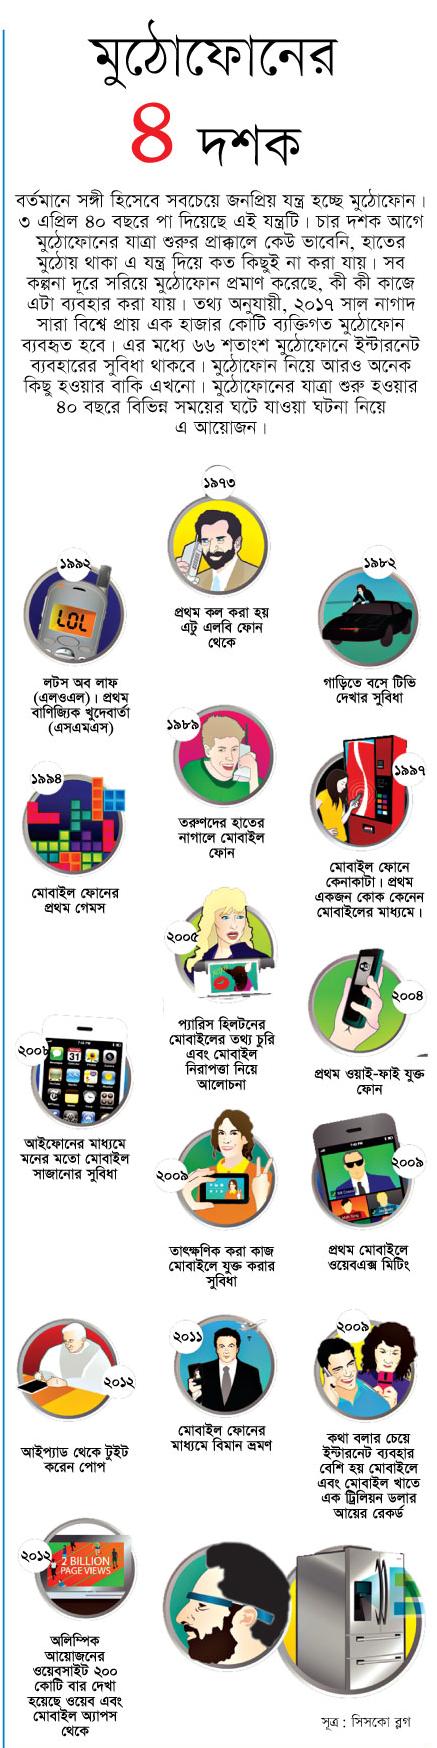 মুঠোফোনের
৪ দশক
বর্তমানে সঙ্গী হিসেবে সবচেয়ে জনপ্রিয় যন্ত্র হচ্ছে মুঠোফোন।
৩ এপ্রিল ৪০ বছরে পা দিয়েছে এই যন্ত্রটি। চার দশক আগে
মুঠোফোনের যাত্রা শুরুর প্রাক্কালে কেউ ভাবেনি, হাতের
মুঠোয় থাকা এ যন্ত্র দিয়ে কত কিছুই না করা যায়। সব
কল্পনা দূরে সরিয়ে মুঠোফোন প্রমাণ করেছে, কী কী কাজে
এটা ব্যবহার করা যায়। তথ্য অনুযায়ী, ২০১৭ সাল নাগাদ
সারা বিশ্বে প্রায় এক হাজার কোটি ব্যক্তিগত মুঠোফোন
ব্যবহৃত হবে। এর মধ্যে ৬৬ শতাংশ মুঠোফোনে ইন্টারনেট
ব্যবহারের সুবিধা থাকবে। মুঠোফোন নিয়ে আরও অনেক
কিছু হওয়ার বাকি এখনো। মুঠোফোনের যাত্রা শুরু হওয়ার
৪০ বছরে বিভিন্ন সময়ের ঘটে যাওয়া ঘটনা নিয়ে
এ আয়োজন।
১৯৭৩
প্রথম কল করা হয়
এটু এলবি ফোন
থেকে
১৯৯২
LOL
লটস অব লাফ
(এলওএল)। প্রথম
বাণিজ্যিক খুদেবার্তা
(এসএমএস)
১৯৮২
গাড়িতে বসে টিভি
দেখার সুবিধা
১৯৮৯
তরুণদের হাতের
নাগালে মোবাইল
ফোন
১৯৯৪
মোবাইল ফোনের
প্রথম গেমস
১৯৯৭
মোবাইল ফোনে
কেনাকাটা। প্রথম
একজন কোক কেনেন
মোবাইলের মাধ্যমে।
২০০৫
প্যারিস হিলটনের
মোবাইলের তথ্য চুরি
এবং মোবাইল
নিরাপত্তা নিয়ে
আলোচনা
২০০৪
প্রথম ওয়াই-ফাই যুক্ত
ফোন
২০০৮
31
আইফোনের মাধ্যমে
মনের মতো মোবাইল
সাজানোর সুবিধা
২০০৯
তাৎক্ষণিক করা কাজ
মোবাইলে যুক্ত করার
সুবিধা
২০০৯
প্রথম মোবাইলে
ওয়েবএক্স মিটিং
২০১২
আইপ্যাড থেকে টুইট
করেন পোপ
২০১১
মোবাইল ফোনের
মাধ্যমে বিমান ভ্রমণ
২০০৯
কথা বলার চেয়ে
ইন্টারনেট ব্যবহার
বেশি হয় মোবাইলে
এবং মোবাইল খাতে
এক ট্রিলিয়ন ডলার
আয়ের রেকর্ড
২০১২
2 BILLION
PAGE VIEWS
অলিম্পিক
আয়োজনের
ওয়েবসাইট ২০০
কোটি বার দেখা
হয়েছে ওয়েব এবং
মোবাইল অ্যাপস
থেকে
সূত্র : সিসকো ব্লগ